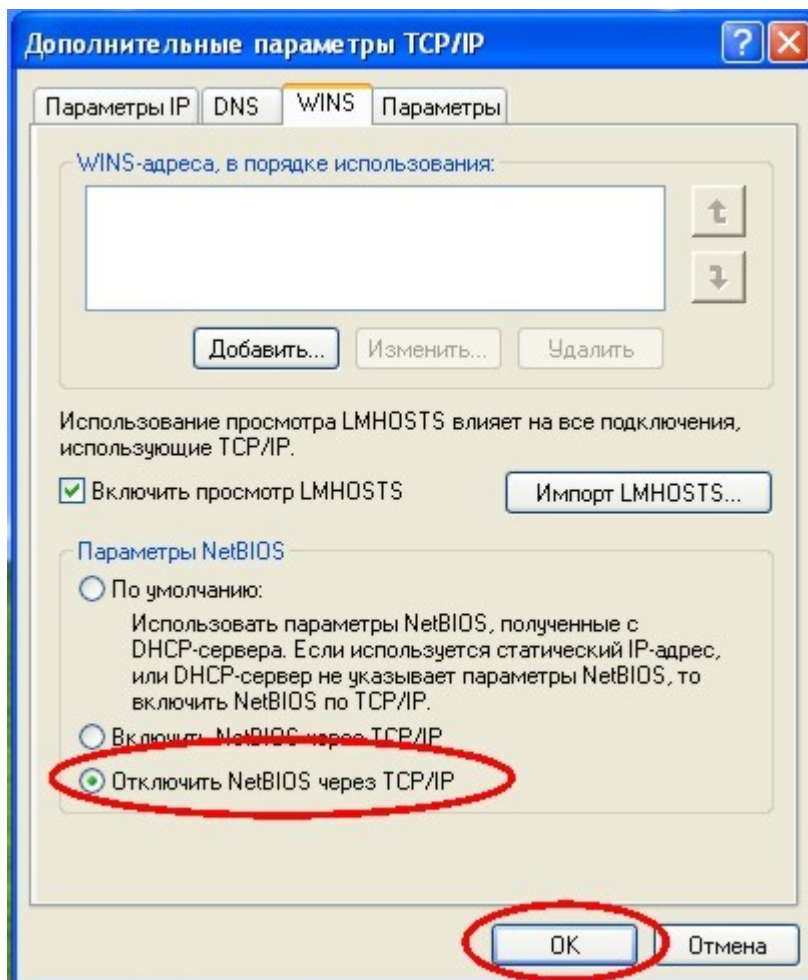 Дополнительные параметры TCP/IP
Параметры IP DNS WINS Параметры
WINS-адреса, в порядке использования:
Добавить... Изменить... Удалить
Использование просмотра LMHOSTS влияет на все подключения,
использующие TCP/IP.
Включить просмотр LMHOSTS Импорт LMHOSTS...
Параметры NetBIOS
По умолчанию:
Использовать параметры NetBIOS, полученные с
DHCP-сервера. Если используется статический IP-адрес,
или DHCP-сервер не указывает параметры NetBIOS, то
включить NetBIOS по TCP/IP.
Включить NetBIOS через TCP/IP
Отключить NetBIOS через TCP/IP
OK Отмена